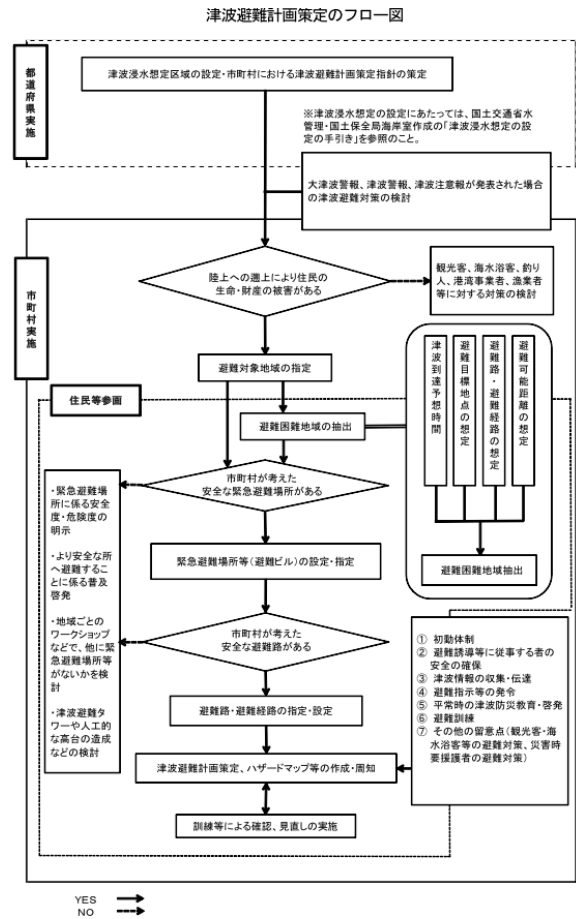 津波避難計画策定のフロー図
都道府県実施
津波浸水想定区域の設定・市町村における津波避難計画策定指針の策定
※津波浸水想定の設定にあたっては、国土交通省水
管理・国土保全局海岸室作成の「津波浸水想定の設
定の手引き」を参照のこと。
大津波警報、津波警報、津波注意報が発表された場合
の津波避難対策の検討
市町村実施
陸上への遡上により住民の
生命・財産の被害がある
観光客、海水浴客、釣り
人、港湾事業者、漁業者
等に対する対策の検討
避難対象地域の指定
住民等参画
避難困難地域の抽出
津波到達予想時間
避難目標地点の想定
避難路・避難経路の想定
避難可能距離の想定
避難困難地域抽出
市町村が考えた
安全な緊急避難場所がある
・緊急避難場
所に係る安全
度・危険度の
明示
・より安全な所
へ避難するこ
とに係る普及
啓発
・地域ごとの
ワークショップ
などで、他に緊
急避難場所等
がないかを検
討
・津波避難タ
ワーや人工的
な高台の造成
などの検討
緊急避難場所等（避難ビル）の設定・指定
市町村が考えた
安全な避難路がある
避難路・避難経路の指定・設定
① 初動体制
② 避難誘導等に従事する者の
安全の確保
③ 津波情報の収集・伝達
④ 避難指示等の発令
⑤ 平常時の津波防災教育・啓発
⑥ 避難訓練
⑦ その他の留意点（観光客・海
水浴客等の避難対策、災害時
要援護者の避難対策）
津波避難計画策定、ハザードマップ等の作成・周知
訓練等による確認、見直しの実施
YES
NO